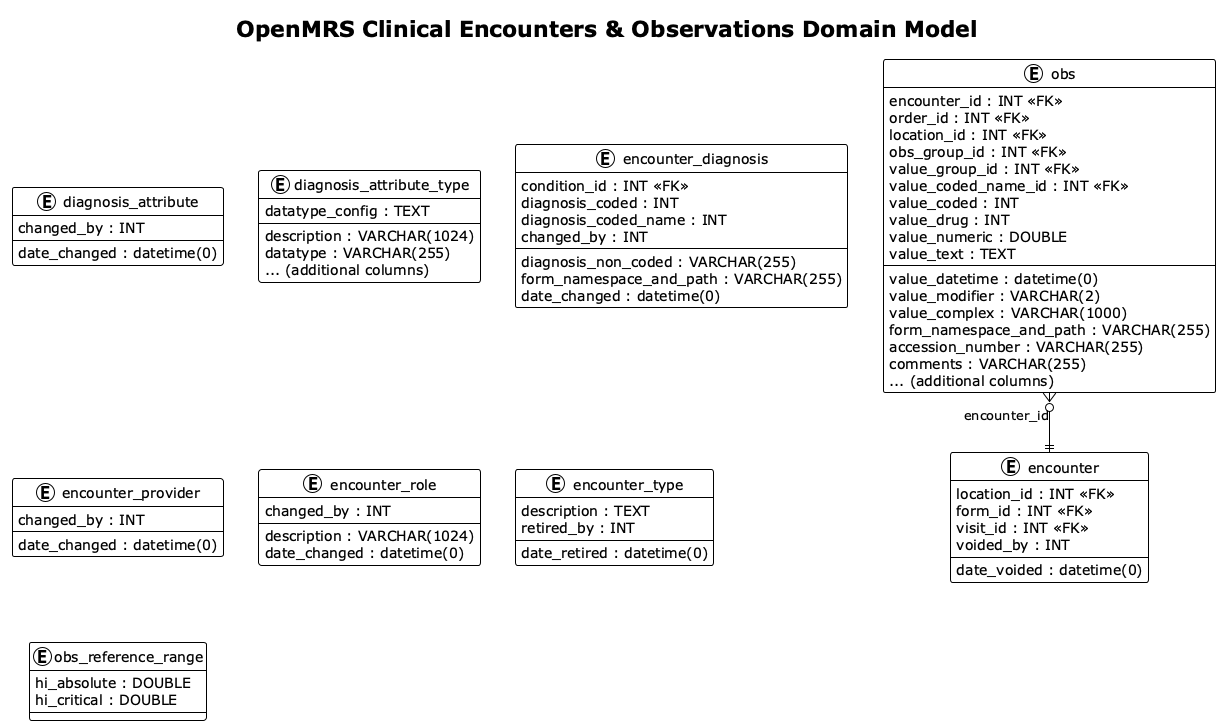 OpenMRS Clinical Encounters & Observations Domain Model
E diagnosis_attribute
changed_by : INT
date_changed : datetime(0)
E diagnosis_attribute_type
datatype_config : TEXT
description : VARCHAR(1024)
datatype : VARCHAR(255)
... (additional columns)
E encounter_diagnosis
condition_id : INT «FK»
diagnosis_coded : INT
diagnosis_coded_name : INT
changed_by : INT
diagnosis_non_coded : VARCHAR(255)
form_namespace_and_path : VARCHAR(255)
date_changed : datetime(0)
E obs
encounter_id : INT «FK»
order_id : INT «FK»
location_id : INT «FK»
obs_group_id : INT «FK»
value_group_id : INT «FK»
value_coded_name_id : INT «FK»
value_coded : INT
value_drug : INT
value_numeric : DOUBLE
value_text : TEXT
value_datetime : datetime(0)
value_modifier : VARCHAR(2)
value_complex : VARCHAR(1000)
form_namespace_and_path : VARCHAR(255)
accession_number : VARCHAR(255)
comments : VARCHAR(255)
... (additional columns)
encounter_id
E encounter_provider
changed_by : INT
date_changed : datetime(0)
E encounter_role
changed_by : INT
description : VARCHAR(1024)
date_changed : datetime(0)
E encounter_type
description : TEXT
retired_by : INT
date_retired : datetime(0)
E encounter
location_id : INT «FK»
form_id : INT «FK»
visit_id : INT «FK»
voided_by : INT
date_voided : datetime(0)
E obs_reference_range
hi_absolute : DOUBLE
hi_critical : DOUBLE